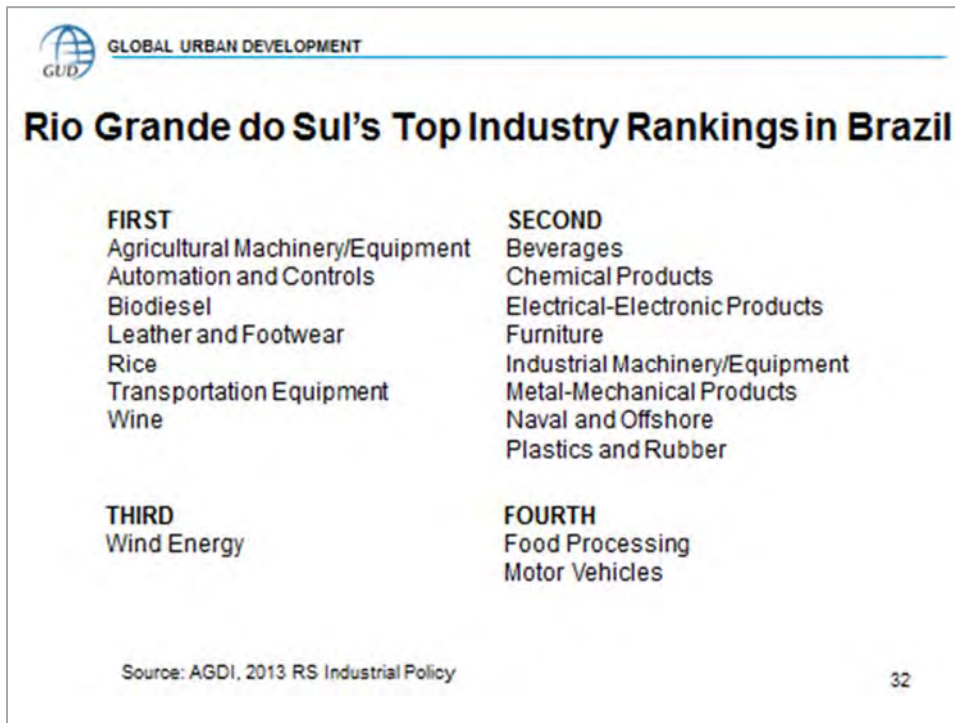 GUD
GLOBAL URBAN DEVELOPMENT
Rio Grande do Sul's Top Industry Rankings in Brazil
FIRST
Agricultural Machinery/Equipment
Automation and Controls
Biodiesel
Leather and Footwear
Rice
Transportation Equipment
Wine
SECOND
Beverages
Chemical Products
Electrical-Electronic Products
Furniture
Industrial Machinery/Equipment
Metal-Mechanical Products
Naval and Offshore
Plastics and Rubber
THIRD
Wind Energy
FOURTH
Food Processing
Motor Vehicles
Source: AGDI, 2013 RS Industrial Policy
32